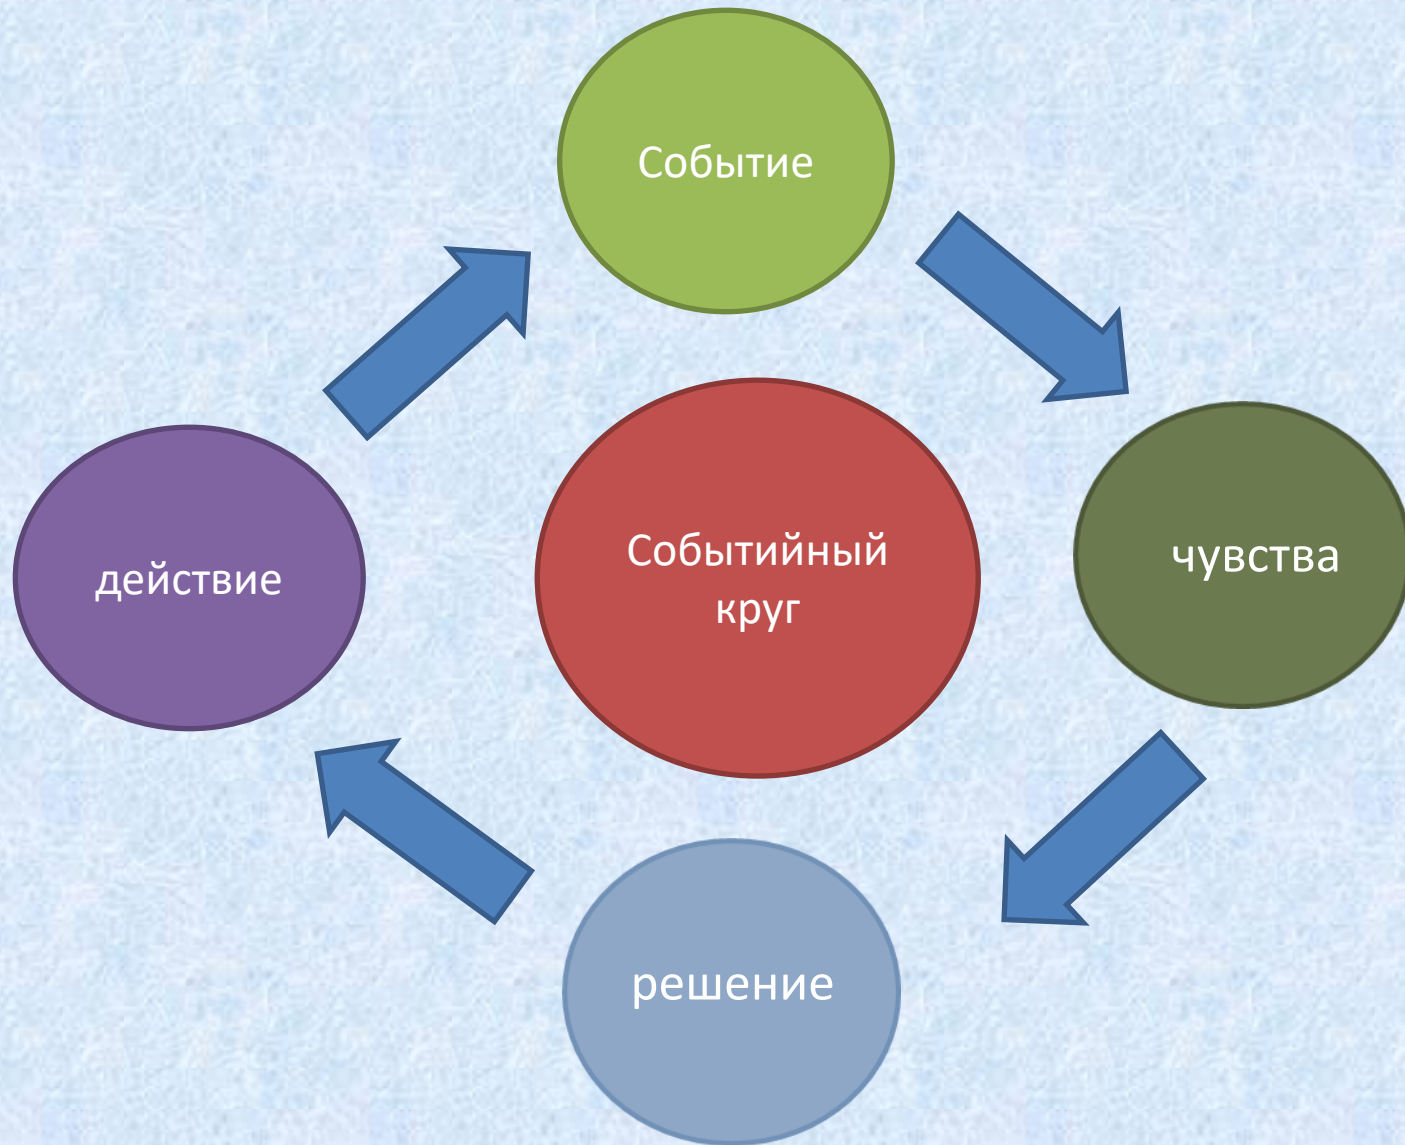 Событие
чувства
Событийный
круг
действие
решение